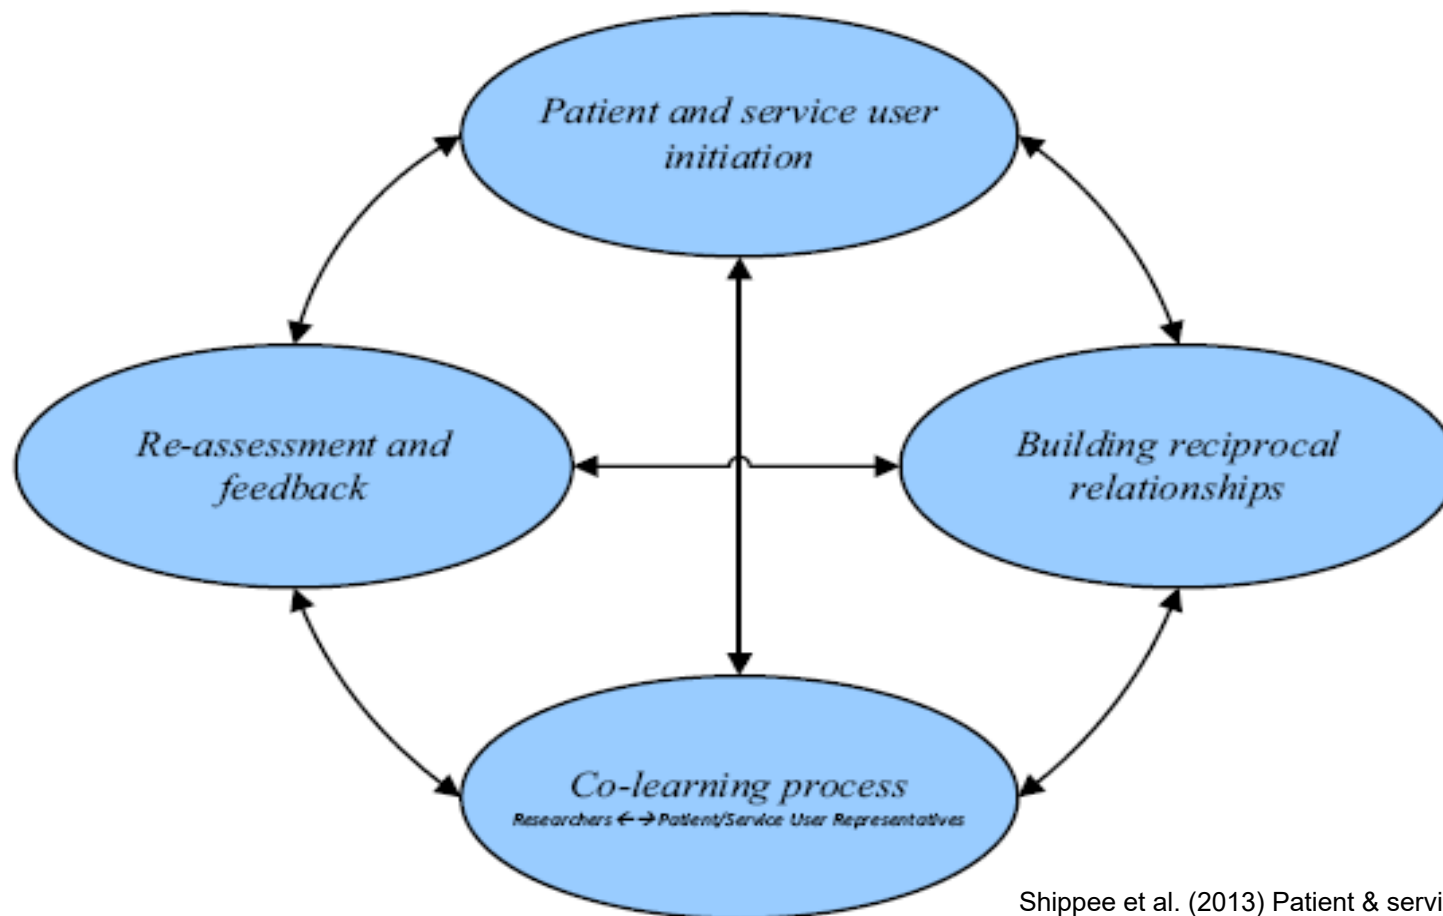 Patient and service user
initiation
Re-assessment and
feedback
Building reciprocal
relationships
Co-learning process
Researchers ←→Patient/Service User Representatives
Shippee et al. (2013) Patient & servi